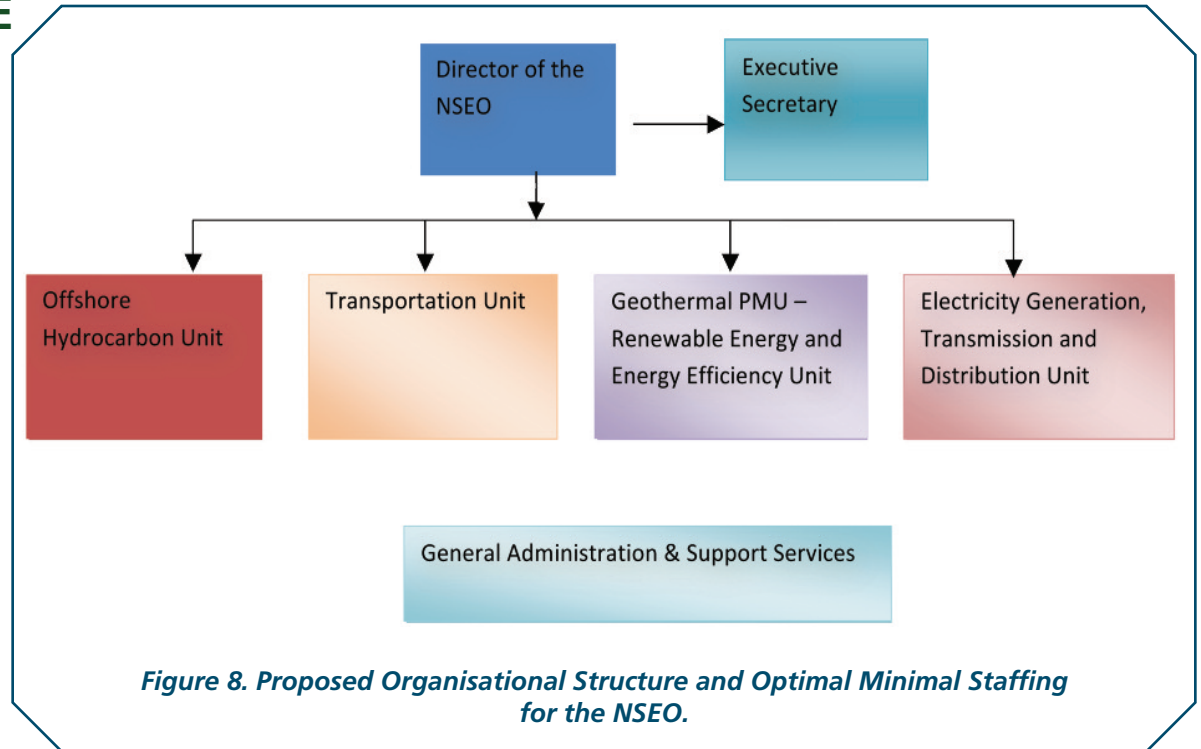 E
Director of the
NSEO
Executive
Secretary
Offshore
Hydrocarbon Unit
Transportation Unit
Geothermal PMU –
Renewable Energy and
Energy Efficiency Unit
Electricity Generation,
Transmission and
Distribution Unit
General Administration & Support Services
Figure 8. Proposed Organisational Structure and Optimal Minimal Staffing
for the NSEO.